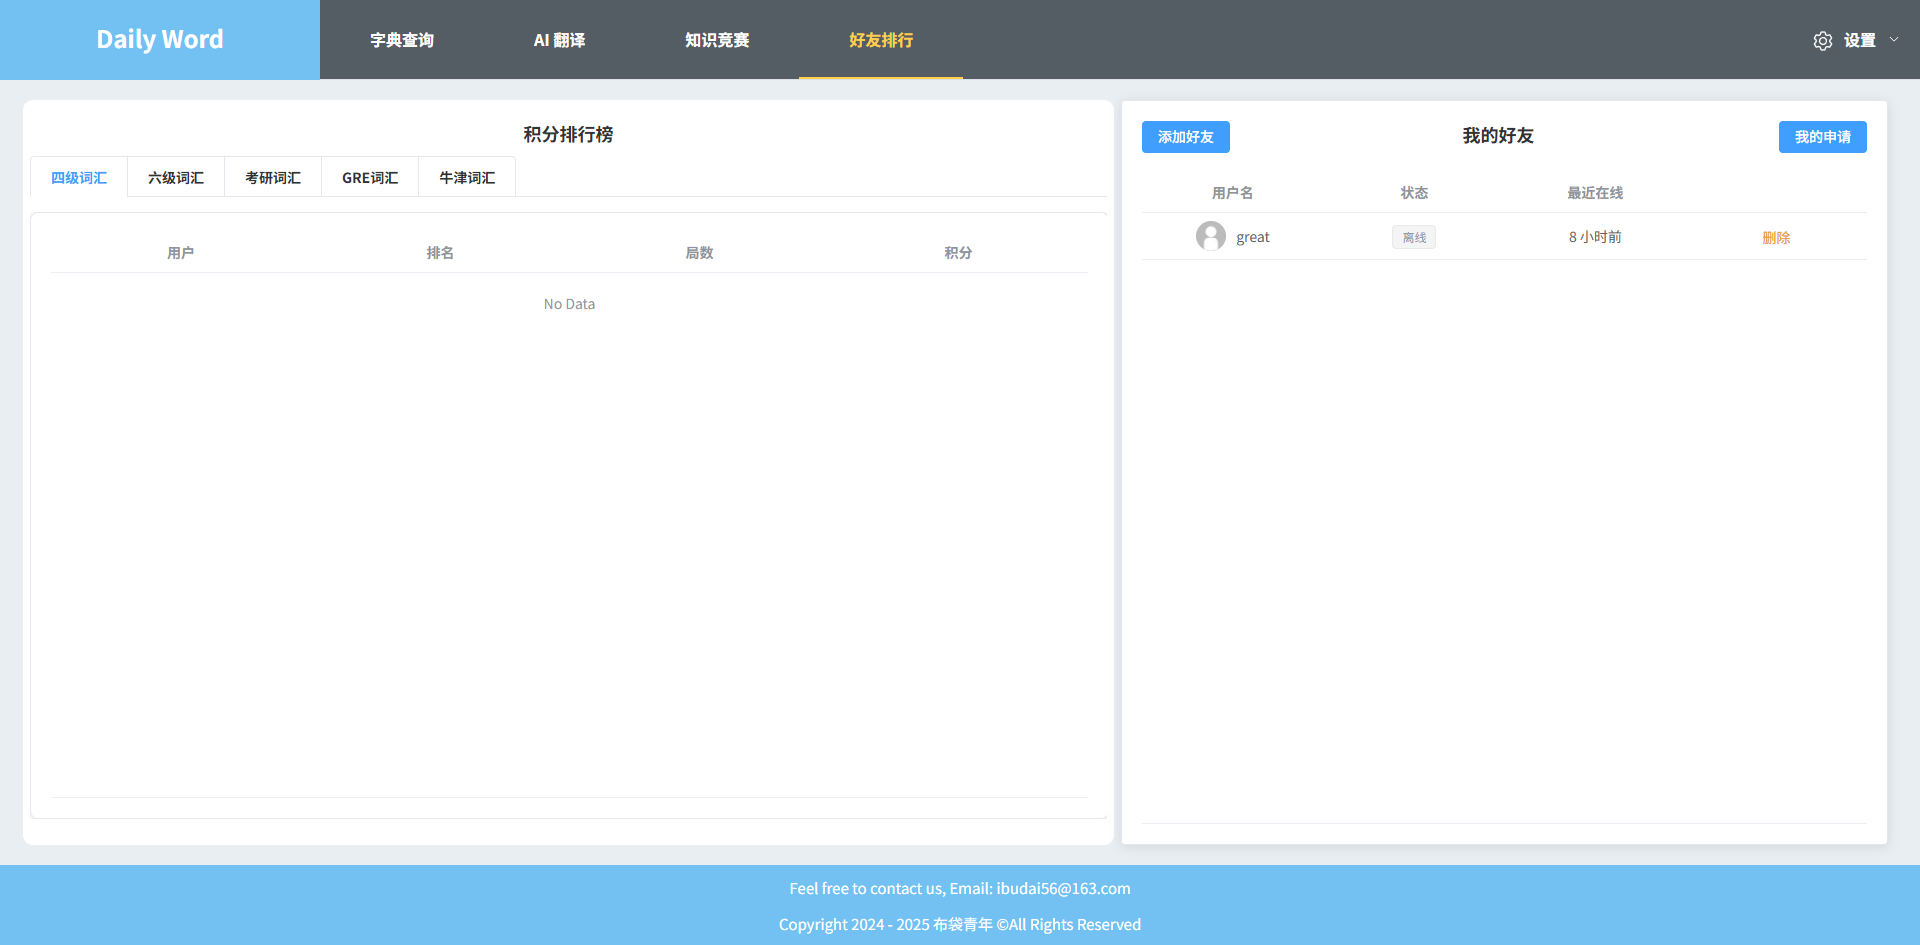 Daily Word
字典查询
AI 翻译
知识竞赛
好友排行
设置
积分排行榜
四级词汇
六级词汇
考研词汇
GRE词汇
牛津词汇
用户 排名 局数 积分
No Data
添加好友
我的好友
我的申请
用户名 状态 最近在线
great 离线 8 小时前 删除
Feel free to contact us, Email: ibudai56@163.com
Copyright 2024 - 2025 布袋青年 ©All Rights Reserved